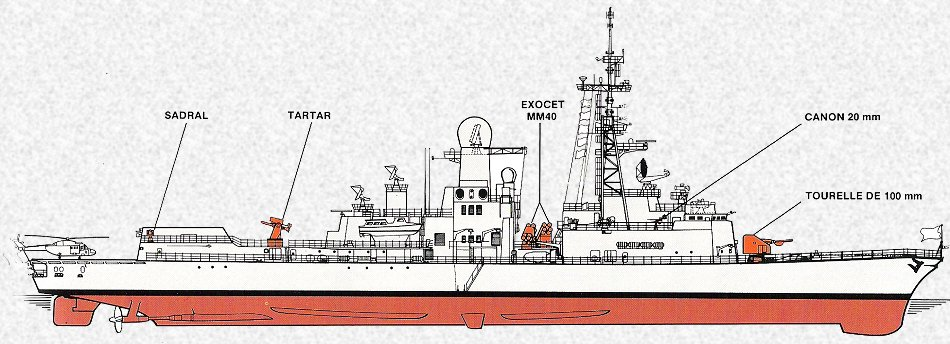 SADRAL
TARTAR
EXOCET
MM40
CANON 20 mm
TOURELLE DE 100 mm